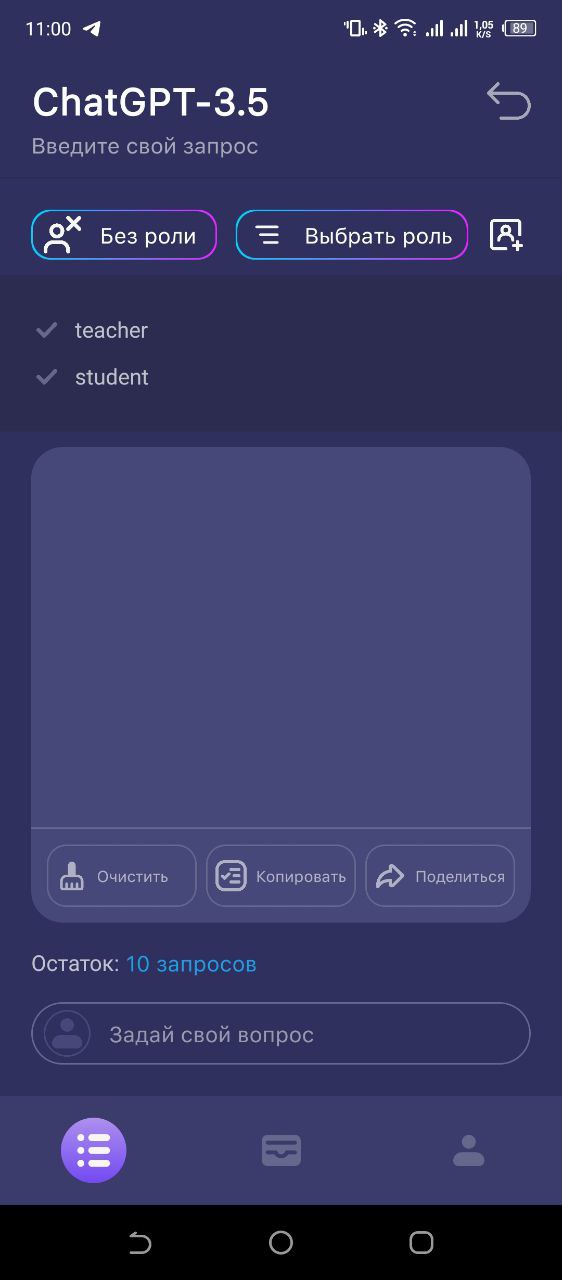 11:00
1,05
K/S
89
ChatGPT-3.5
Введите свой запрос
Без роли
Выбрать роль
teacher
student
Очистить
Копировать
Поделиться
Остаток: 10 запросов
Задай свой вопрос